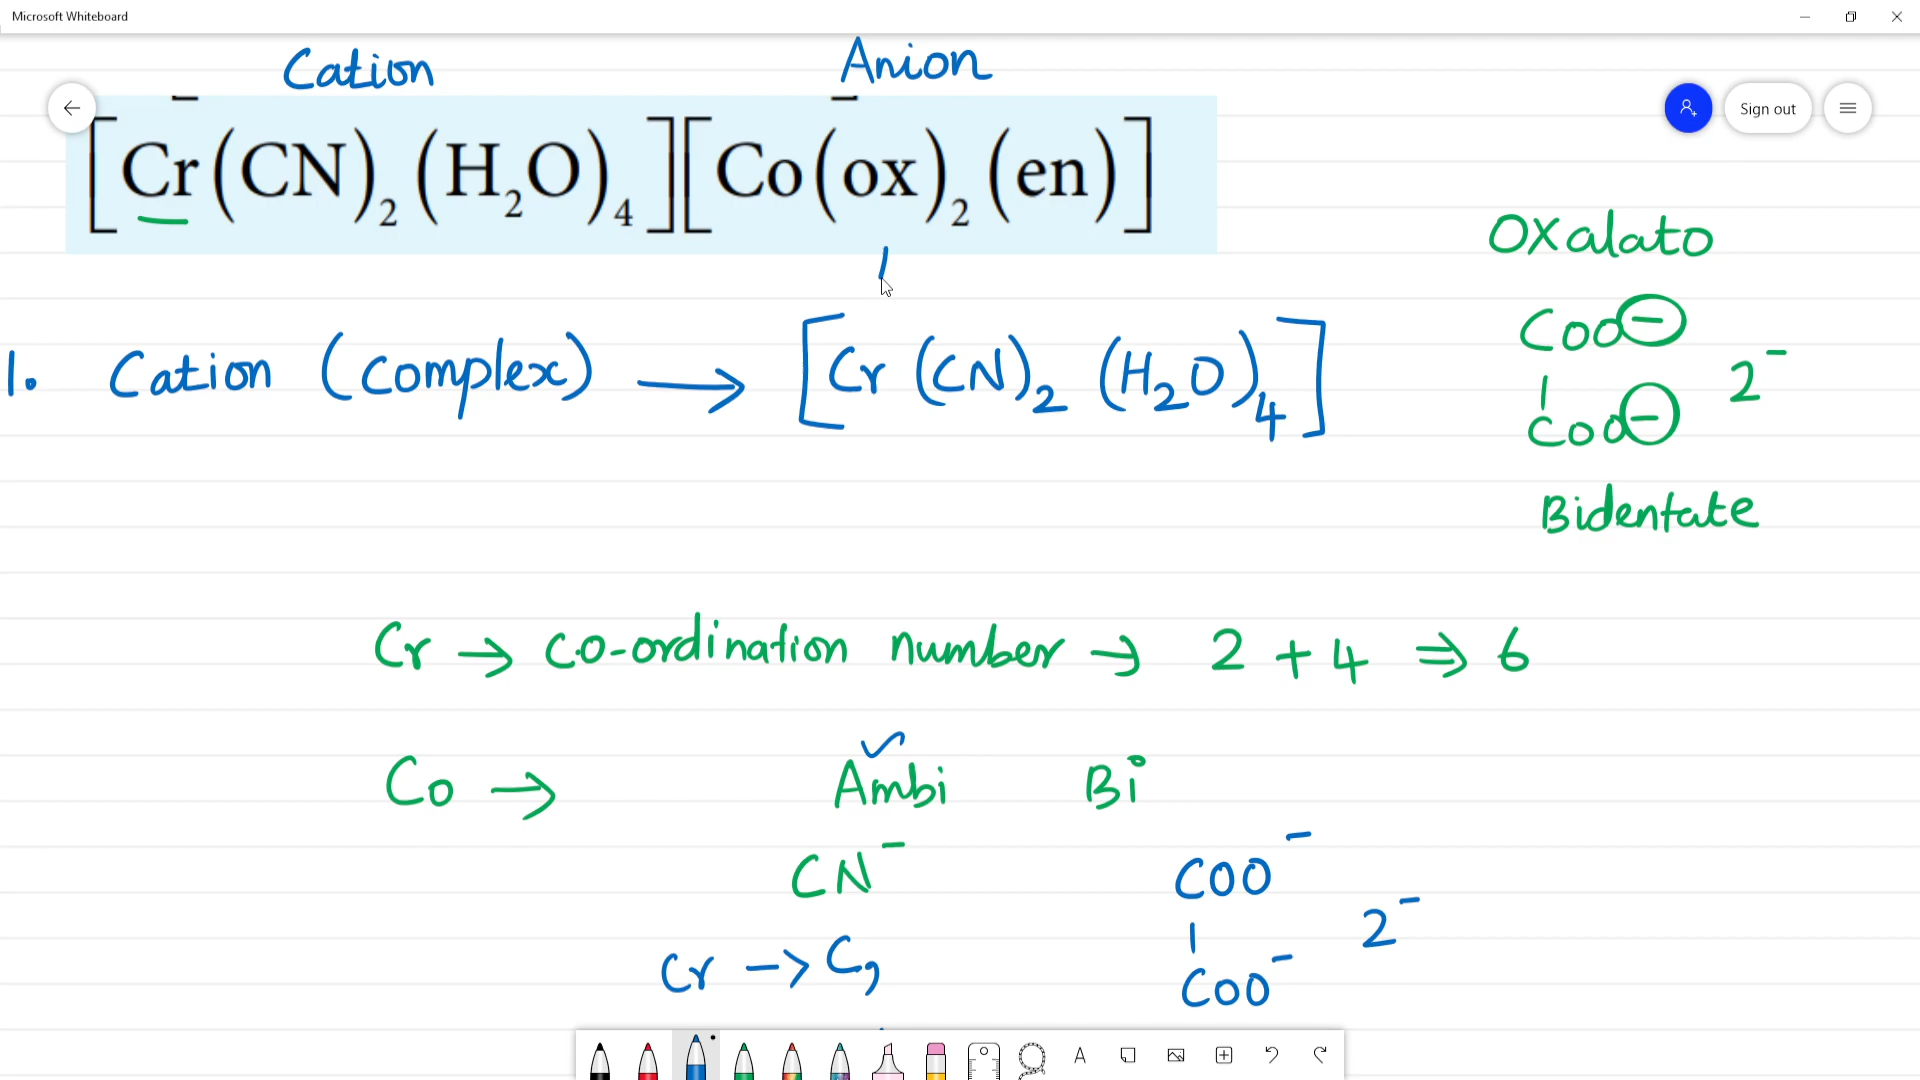 Microsoft Whiteboard
Cation Anion
[Cr(CN)₂(H₂O)₄][Co(ox)₂(en)]
Sign out
OXalato
COO⁻
COO⁻
2⁻
Bidentate
1. Cation (Complex) → [Cr(CN)₂(H₂O)₄]
Cr → CO-ordination number → 2 + 4 ⇒ 6
Co → Ambi Bi
CN⁻
Cr → C,
COO⁻
COO⁻
2⁻
A